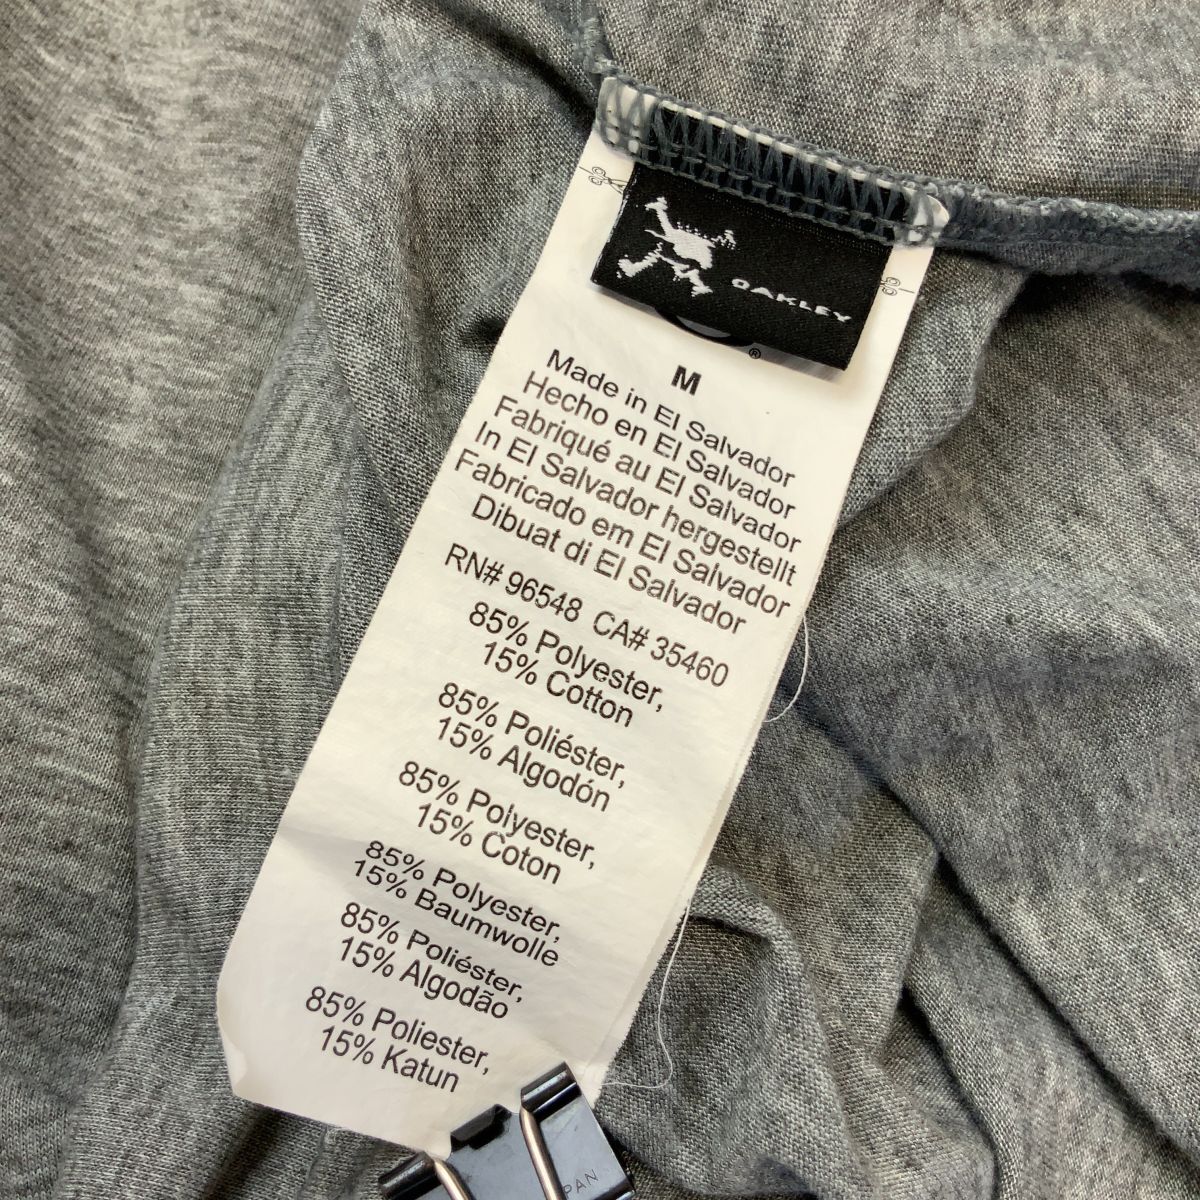 OAKLEY
®
M
Made in El Salvador
Hecho en El Salvador
Fabriqué au El Salvador
In El Salvador hergestellt
Fabricado em El Salvador
Dibuat di El Salvador
RN# 96548 CA# 35460
85% Polyester,
15% Cotton
85% Poliéster,
15% Algodón
85% Polyester,
15% Coton
85% Polyester,
15% Baumwolle
85% Poliéster,
15% Algodão
85% Poliester,
15% Katun
PAN